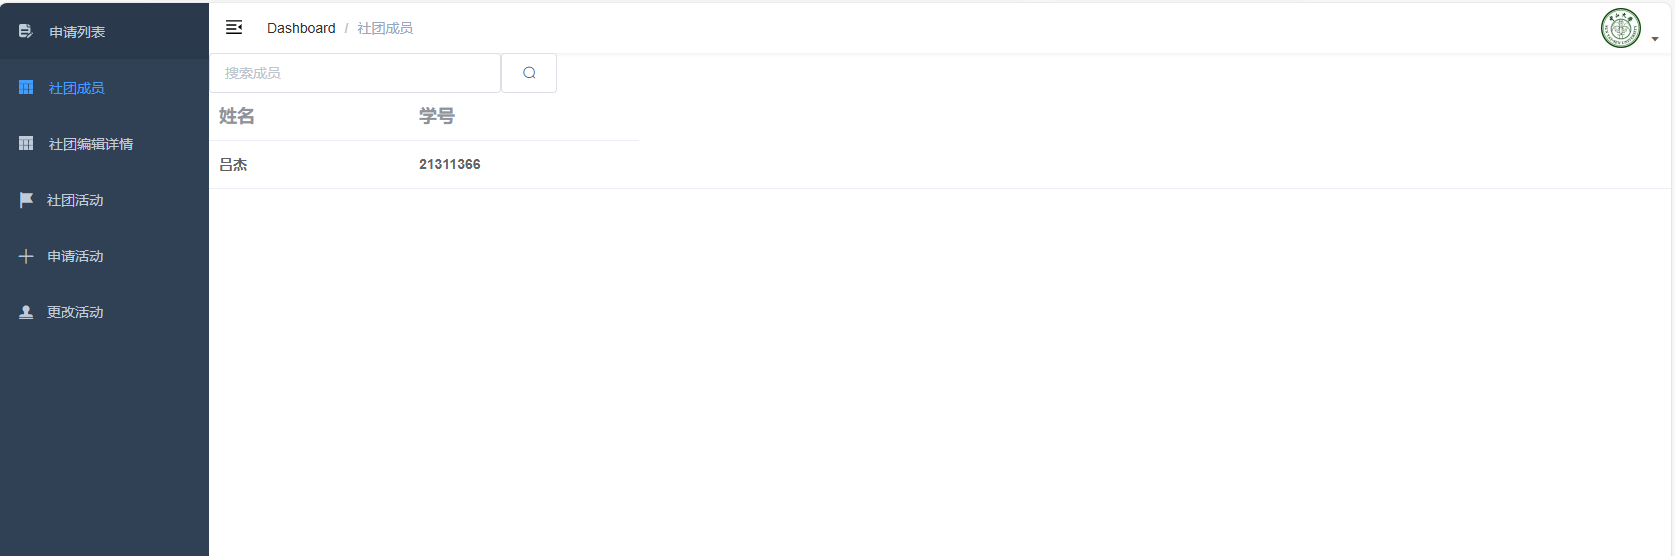 申请列表
社团成员
社团编辑详情
社团活动
申请活动
更改活动
Dashboard / 社团成员
搜索成员
姓名 学号
吕杰 21311366